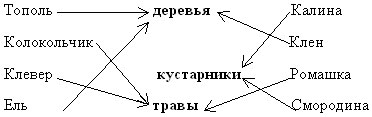 Тополь деревья Калина
Колокольчик Клен
Клевер кустарники Ромашка
Ель травы Смородина